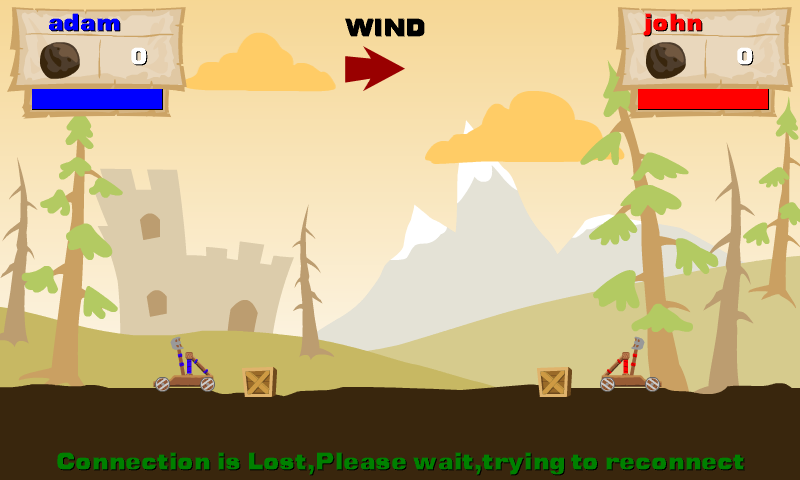 adam
0
WIND
john
0
Connection is Lost,Please wait,trying to reconnect